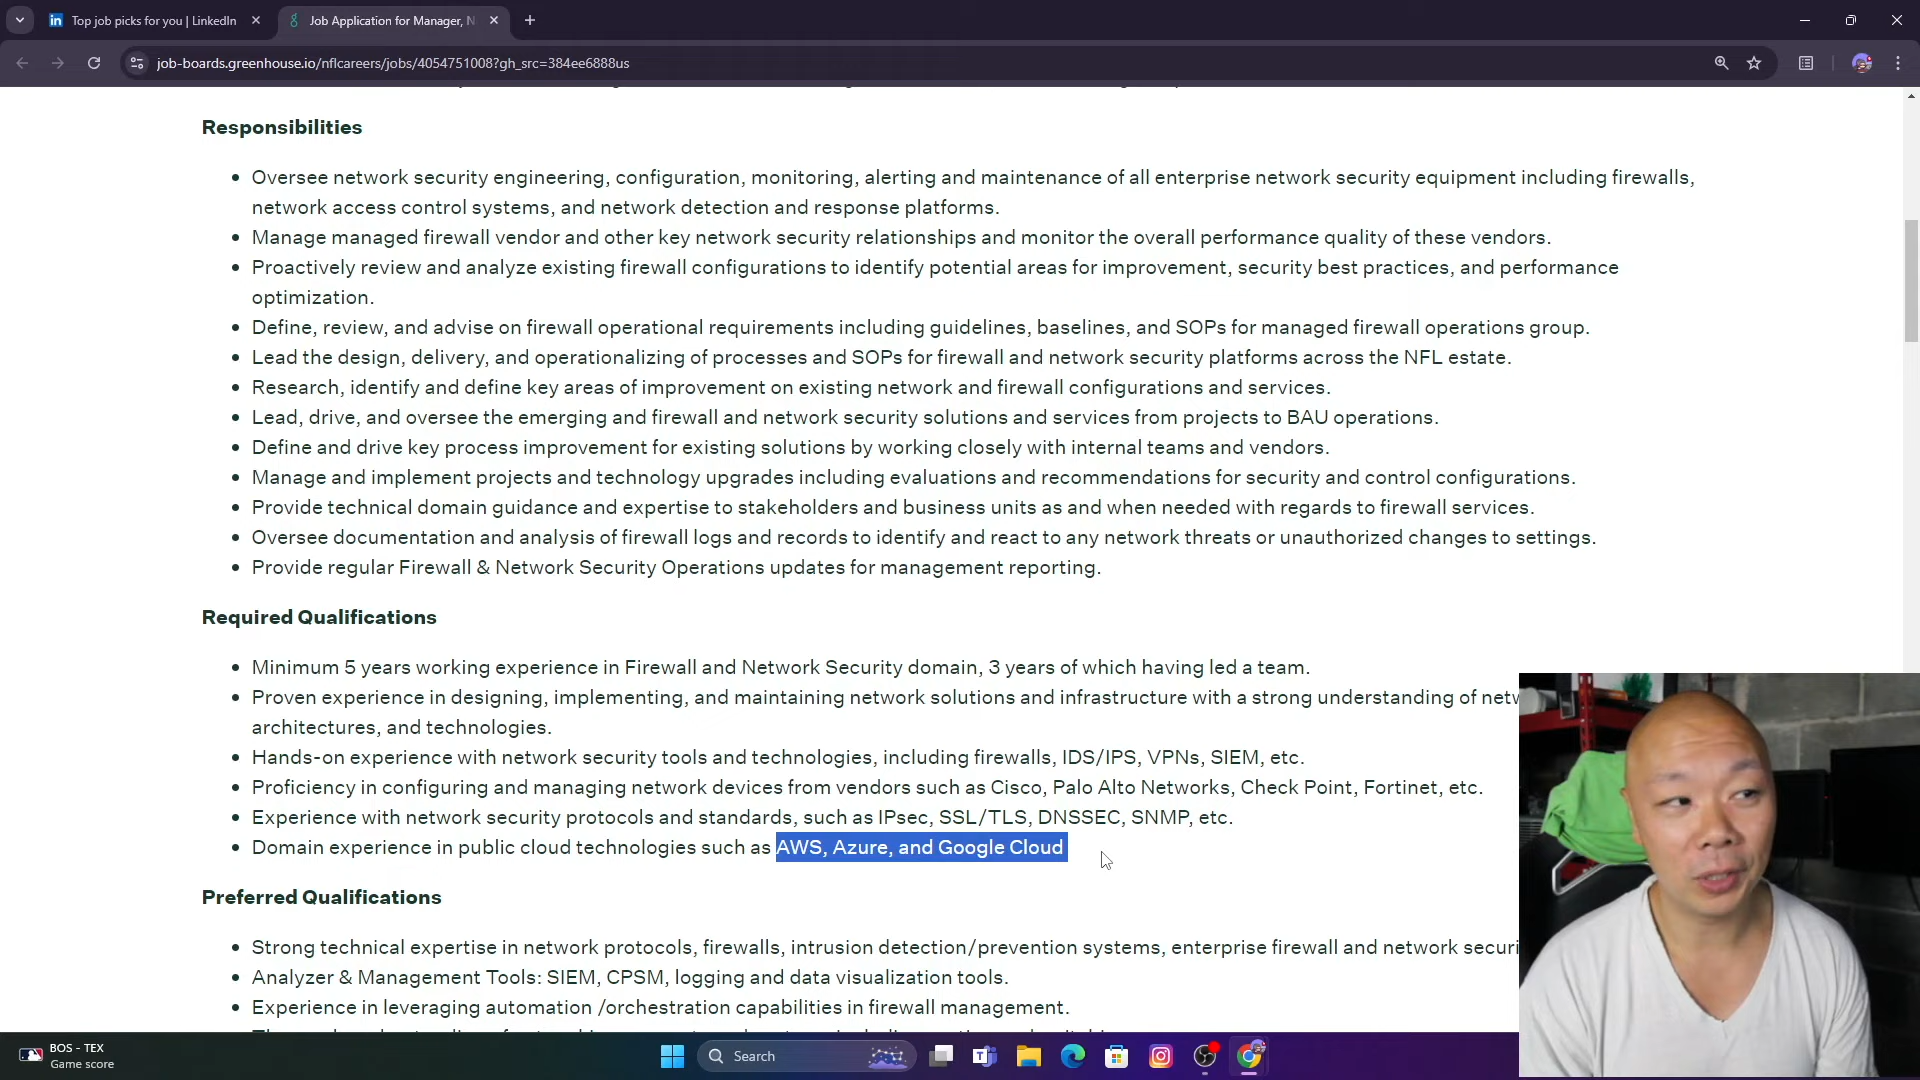 Top job picks for you | LinkedIn
Job Application for Manager, N
job-boards.greenhouse.io/nflcareers/jobs/4054751008?gh_src=384ee6888us
Responsibilities
Oversee network security engineering, configuration, monitoring, alerting and maintenance of all enterprise network security equipment including firewalls,
network access control systems, and network detection and response platforms.
Manage managed firewall vendor and other key network security relationships and monitor the overall performance quality of these vendors.
Proactively review and analyze existing firewall configurations to identify potential areas for improvement, security best practices, and performance
optimization.
Define, review, and advise on firewall operational requirements including guidelines, baselines, and SOPs for managed firewall operations group.
Lead the design, delivery, and operationalizing of processes and SOPs for firewall and network security platforms across the NFL estate.
Research, identify and define key areas of improvement on existing network and firewall configurations and services.
Lead, drive, and oversee the emerging and firewall and network security solutions and services from projects to BAU operations.
Define and drive key process improvement for existing solutions by working closely with internal teams and vendors.
Manage and implement projects and technology upgrades including evaluations and recommendations for security and control configurations.
Provide technical domain guidance and expertise to stakeholders and business units as and when needed with regards to firewall services.
Oversee documentation and analysis of firewall logs and records to identify and react to any network threats or unauthorized changes to settings.
Provide regular Firewall & Network Security Operations updates for management reporting.
Required Qualifications
Minimum 5 years working experience in Firewall and Network Security domain, 3 years of which having led a team.
Proven experience in designing, implementing, and maintaining network solutions and infrastructure with a strong understanding of netw
architectures, and technologies.
Hands-on experience with network security tools and technologies, including firewalls, IDS/IPS, VPNs, SIEM, etc.
Proficiency in configuring and managing network devices from vendors such as Cisco, Palo Alto Networks, Check Point, Fortinet, etc.
Experience with network security protocols and standards, such as IPsec, SSL/TLS, DNSSEC, SNMP, etc.
Domain experience in public cloud technologies such as AWS, Azure, and Google Cloud
Preferred Qualifications
Strong technical expertise in network protocols, firewalls, intrusion detection/prevention systems, enterprise firewall and network securi
Analyzer & Management Tools: SIEM, CPSM, logging and data visualization tools.
Experience in leveraging automation /orchestration capabilities in firewall management.
BOS - TEX
Game score
Search